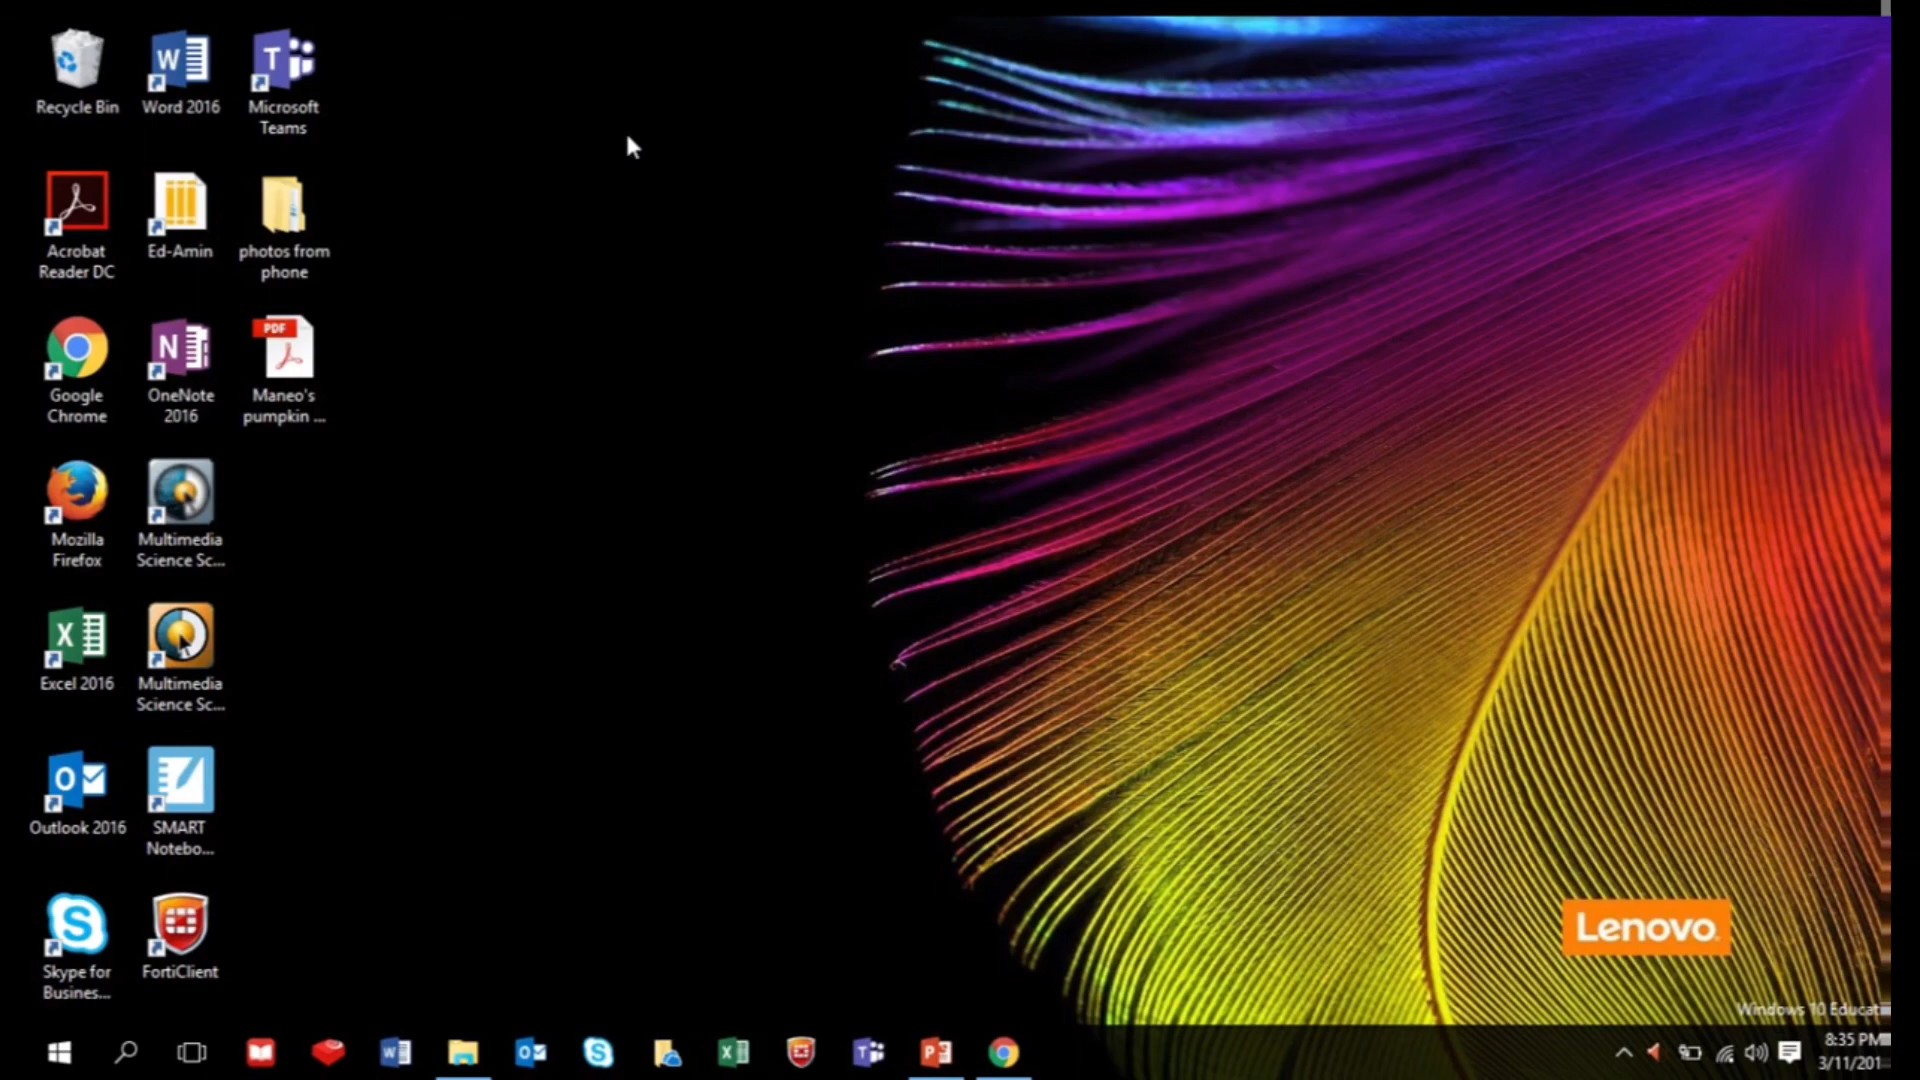 Recycle Bin
Word 2016
Microsoft
Teams
Acrobat
Reader DC
Ed-Amin
photos from
phone
PDF
Google
Chrome
OneNote
2016
Maneo's
pumpkin ...
Mozilla
Firefox
Multimedia
Science Sc...
Excel 2016
Multimedia
Science Sc...
Outlook 2016
SMART
Notebo...
Skype for
Busines...
FortiClient
Lenovo
Windows 10 Educat
8:35 PM
3/11/201